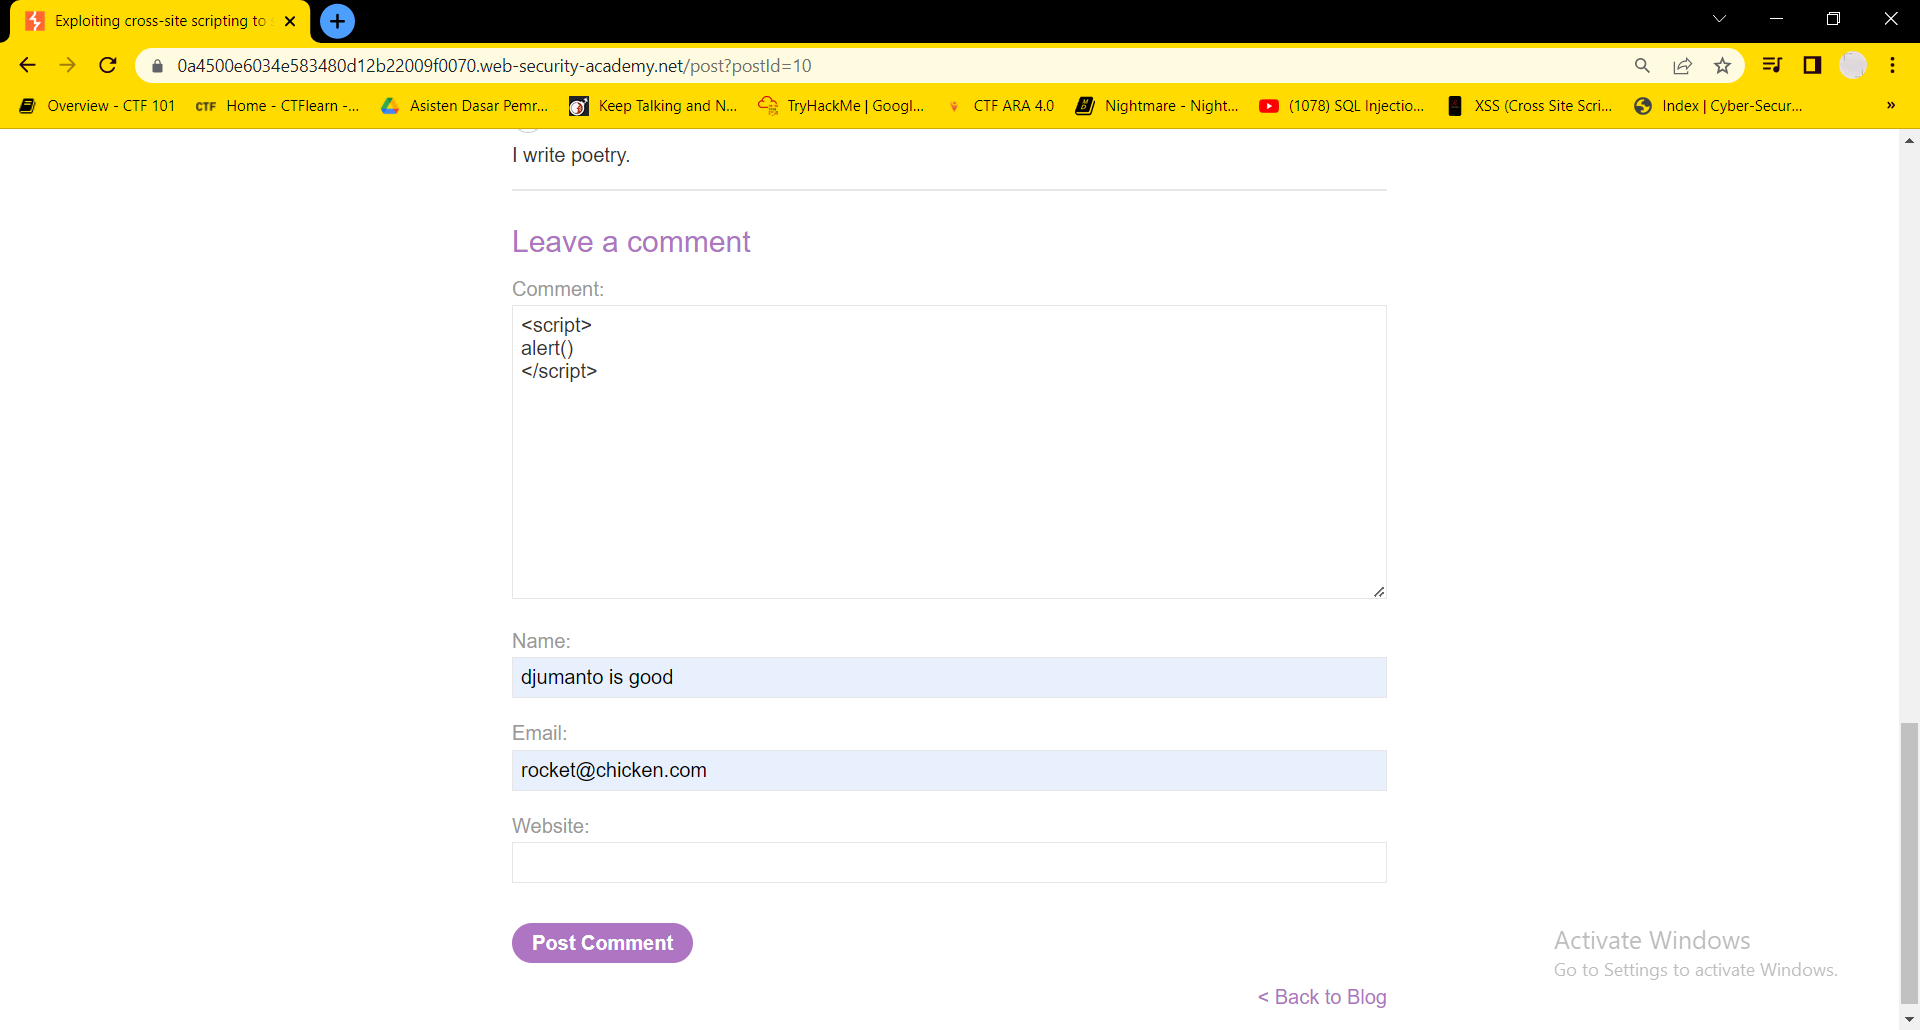 Exploiting cross-site scripting to
0a4500e6034e583480d12b22009f0070.web-security-academy.net/post?postId=10
Overview - CTF 101
CTF
Home - CTFlearn -...
Asisten Dasar Pemr...
Keep Talking and N...
TryHackMe | Googl...
CTF ARA 4.0
Nightmare - Night...
(1078) SQL Injectio...
XSS (Cross Site Scri...
Index | Cyber-Secur...
»
I write poetry.
Leave a comment
Comment:
<script>
alert()
</script>
Name:
djumanto is good
Email:
rocket@chicken.com
Website:
Post Comment
Activate Windows
Go to Settings to activate Windows.
< Back to Blog